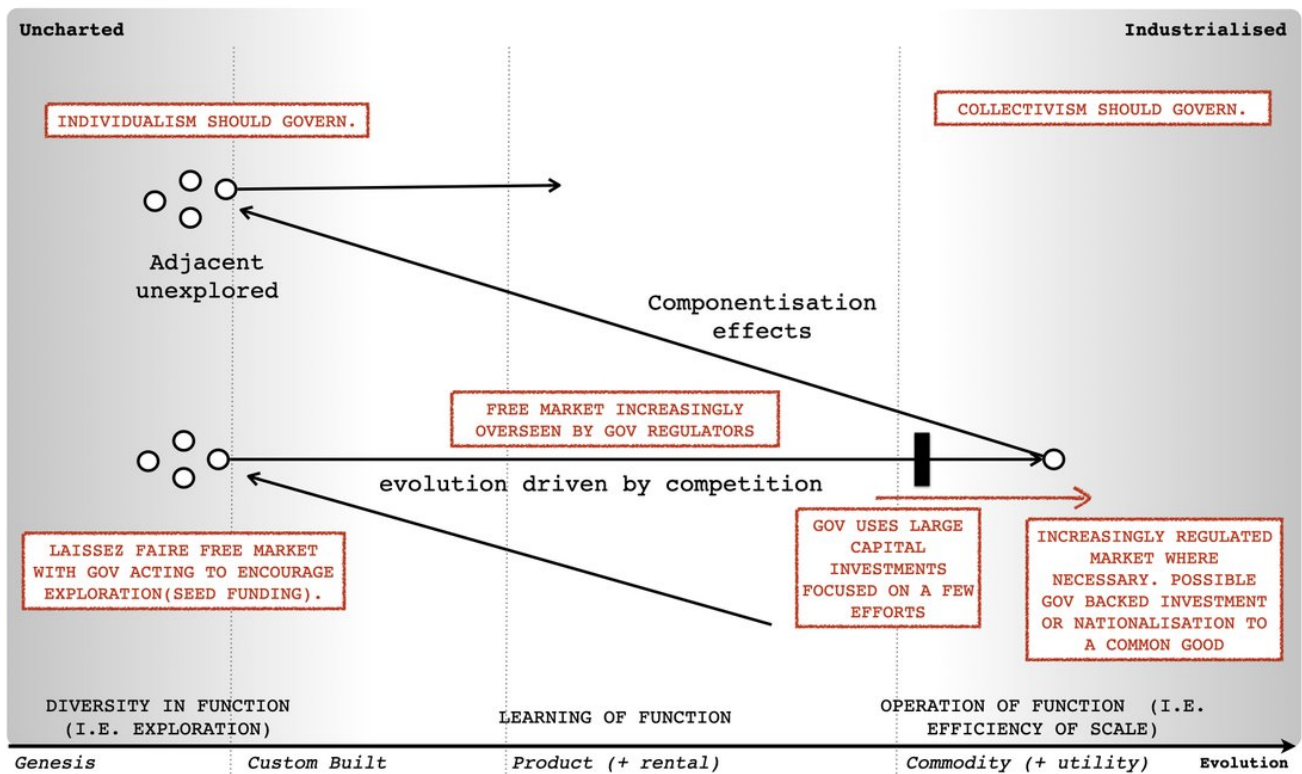 Uncharted
Industrialised
INDIVIDUALISM SHOULD GOVERN.
COLLECTIVISM SHOULD GOVERN.
Adjacent
unexplored
Componentisation
effects
FREE MARKET INCREASINGLY
OVERSEEN BY GOV REGULATORS
evolution driven by competition
LAISSEZ FAIRE FREE MARKET
WITH GOV ACTING TO ENCOURAGE
EXPLORATION(SEED FUNDING).
GOV USES LARGE
CAPITAL
INVESTMENTS
FOCUSED ON A FEW
EFFORTS
INCREASINGLY REGULATED
MARKET WHERE
NECESSARY. POSSIBLE
GOV BACKED INVESTMENT
OR NATIONALISATION TO
A COMMON GOOD
DIVERSITY IN FUNCTION
(I.E. EXPLORATION)
LEARNING OF FUNCTION
OPERATION OF FUNCTION (I.E.
EFFICIENCY OF SCALE)
Genesis
Custom Built
Product (+ rental)
Commodity (+ utility)
Evolution